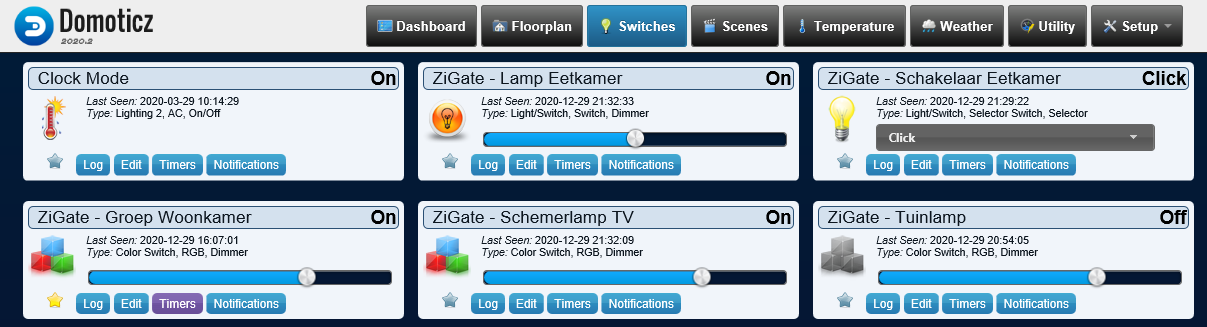 Domoticz
2020.2
Dashboard Floorplan Switches Scenes Temperature Weather Utility Setup
Clock Mode On
Last Seen: 2020-03-29 10:14:29
Type: Lighting 2, AC, On/Off
Log Edit Timers Notifications
ZiGate - Lamp Eetkamer On
Last Seen: 2020-12-29 21:32:33
Type: Light/Switch, Switch, Dimmer
Log Edit Timers Notifications
ZiGate - Schakelaar Eetkamer Click
Last Seen: 2020-12-29 21:29:22
Type: Light/Switch, Selector Switch, Selector
Click
Log Edit Timers Notifications
ZiGate - Groep Woonkamer On
Last Seen: 2020-12-29 16:07:01
Type: Color Switch, RGB, Dimmer
Log Edit Timers Notifications
ZiGate - Schemerlamp TV On
Last Seen: 2020-12-29 21:32:09
Type: Color Switch, RGB, Dimmer
Log Edit Timers Notifications
ZiGate - Tuinlamp Off
Last Seen: 2020-12-29 20:54:05
Type: Color Switch, RGB, Dimmer
Log Edit Timers Notifications